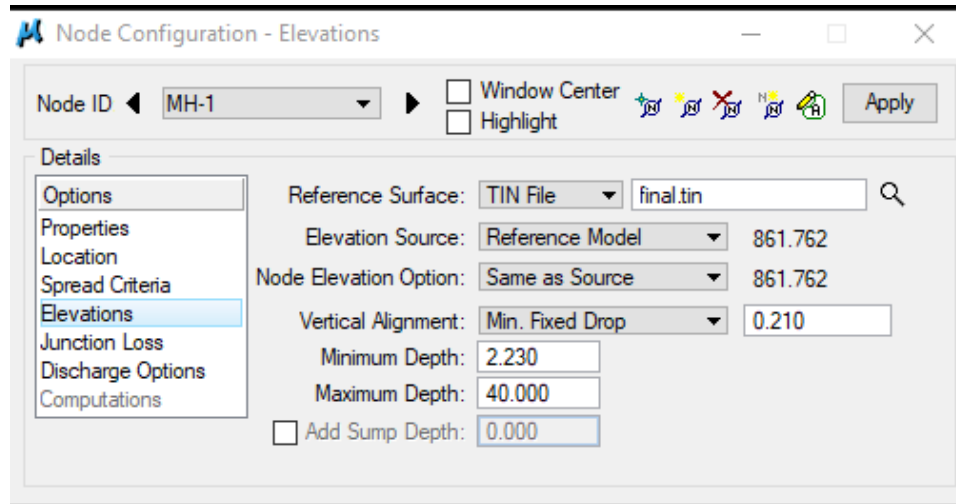 Node Configuration - Elevations
Node ID MH-1 Window Center Highlight Apply
Details
Options
Properties
Location
Spread Criteria
Elevations
Junction Loss
Discharge Options
Computations
Reference Surface: TIN File final.tin
Elevation Source: Reference Model 861.762
Node Elevation Option: Same as Source 861.762
Vertical Alignment: Min. Fixed Drop 0.210
Minimum Depth: 2.230
Maximum Depth: 40.000
Add Sump Depth: 0.000